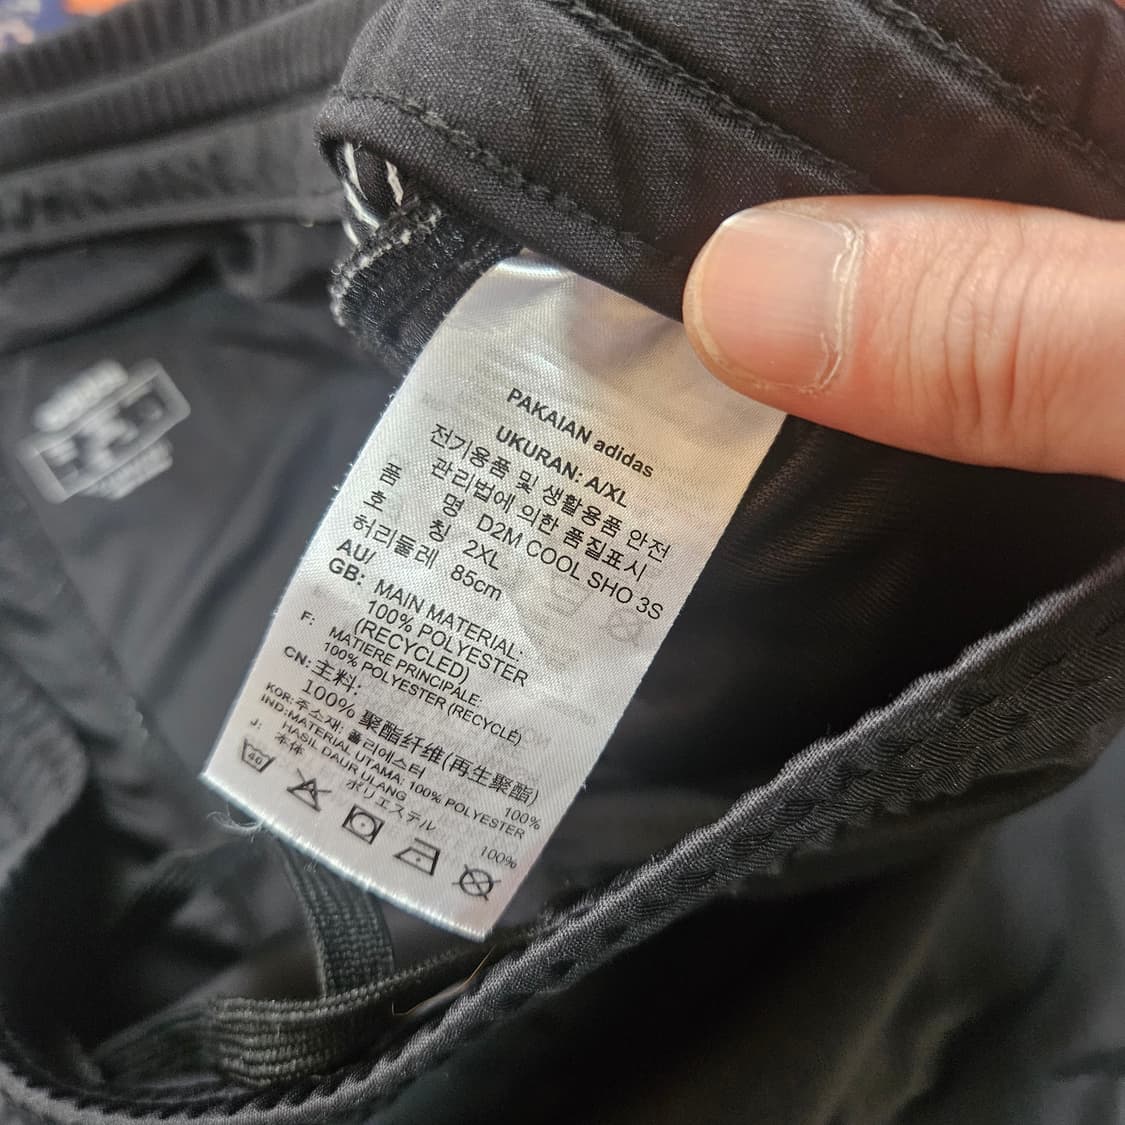 PAKAIAN adidas
UKURAN: A/XL
전기용품 및 생활용품 안전
관리법에 의한 품질표시
품 명 D2M COOL SHO 3S
호 칭 2XL
허리둘레 85cm
AU/
GB: MAIN MATERIAL:
100% POLYESTER
(RECYCLED)
F: MATIERE PRINCIPALE:
100% POLYESTER (RECYCLÉ)
CN: 主料:
100% 聚酯纤维(再生聚酯)
KOR: 주소재: 폴리에스터 100%
IND:MATERIAL UTAMA: 100% POLYESTER
HASIL DAUR ULANG
J: 本体 ポリエステル 100%
40